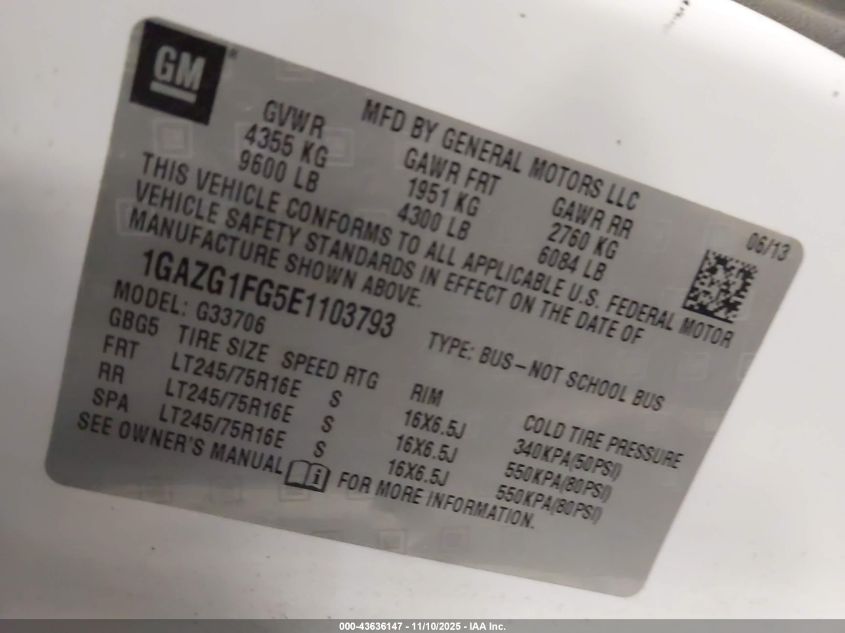 GM
MFD BY GENERAL MOTORS LLC
06/13
GVWR GAWR FRT GAWR RR
4355 KG 1951 KG 2760 KG
9600 LB 4300 LB 6084 LB
THIS VEHICLE CONFORMS TO ALL APPLICABLE U.S. FEDERAL MOTOR
VEHICLE SAFETY STANDARDS IN EFFECT ON THE DATE OF
MANUFACTURE SHOWN ABOVE.
1GAZG1FG5E1103793
TYPE: BUS-NOT SCHOOL BUS
MODEL: G33706
GBG5 TIRE SIZE SPEED RTG RIM COLD TIRE PRESSURE
FRT LT245/75R16E S 16X6.5J 340KPA(50PSI)
RR LT245/75R16E S 16X6.5J 550KPA(80PSI)
SPA LT245/75R16E S 16X6.5J 550KPA(80PSI)
SEE OWNER'S MANUAL i FOR MORE INFORMATION.
000-43636147 - 11/10/2025 - IAA Inc.